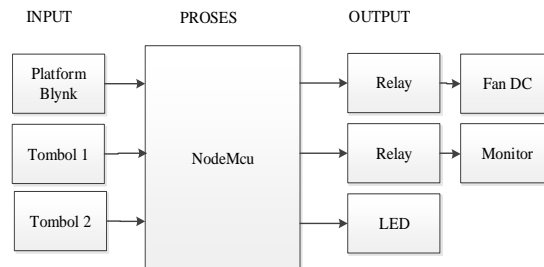 INPUT
PROSES
OUTPUT
Platform
Blynk
Relay
Fan DC
Tombol 1
NodeMcu
Relay
Monitor
Tombol 2
LED